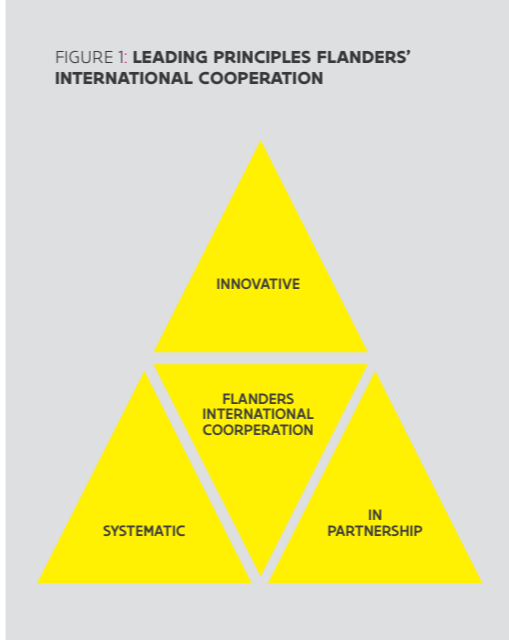 FIGURE 1: LEADING PRINCIPLES FLANDERS’
INTERNATIONAL COOPERATION
INNOVATIVE
FLANDERS
INTERNATIONAL
COORPERATION
SYSTEMATIC
IN
PARTNERSHIP